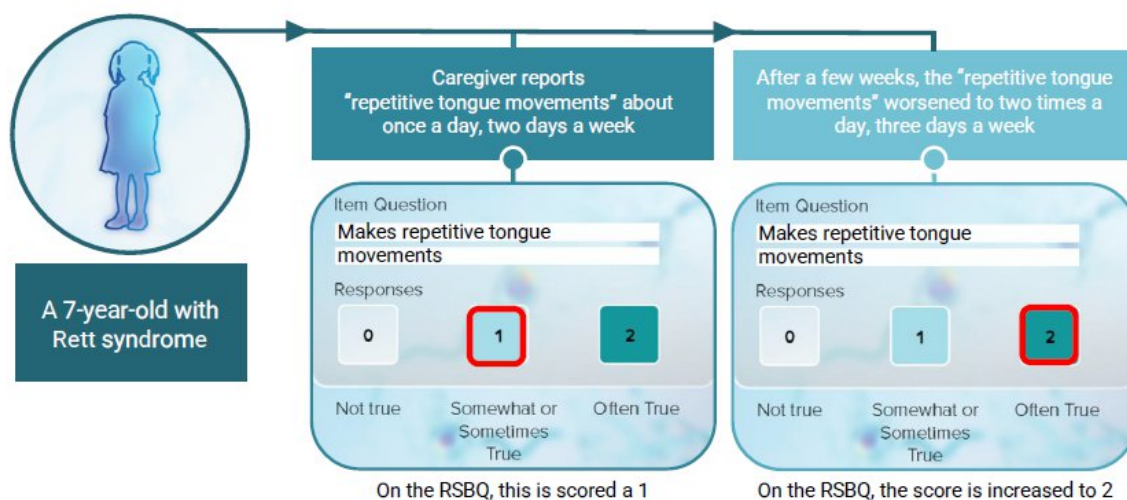 A 7-year-old with
Rett syndrome
Caregiver reports
“repetitive tongue movements” about
once a day, two days a week
Item Question
Makes repetitive tongue
movements
Responses
0
1
2
Not true
Somewhat or
Sometimes
True
Often True
On the RSBQ, this is scored a 1
After a few weeks, the “repetitive tongue
movements” worsened to two times a
day, three days a week
Item Question
Makes repetitive tongue
movements
Responses
0
1
2
Not true
Somewhat or
Sometimes
True
Often True
On the RSBQ, the score is increased to 2